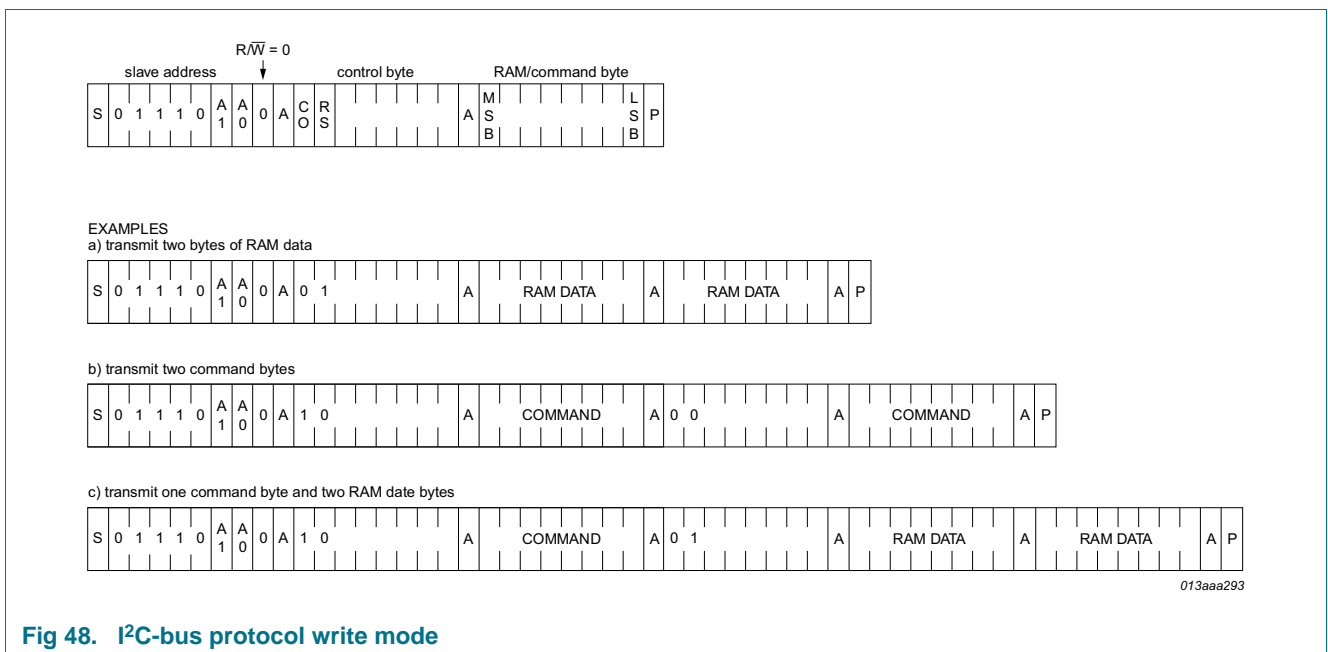 R/W̅ = 0
slave address control byte RAM/command byte
S 0 1 1 1 0 A1 A0 0 A CO RS A MSB LSB P
EXAMPLES
a) transmit two bytes of RAM data
S 0 1 1 1 0 A1 A0 0 A 0 1 A RAM DATA A RAM DATA A P
b) transmit two command bytes
S 0 1 1 1 0 A1 A0 0 A 1 0 A COMMAND A 0 0 A COMMAND A P
c) transmit one command byte and two RAM date bytes
S 0 1 1 1 0 A1 A0 0 A 1 0 A COMMAND A 0 1 A RAM DATA A RAM DATA A P
013aaa293
Fig 48. I²C-bus protocol write mode